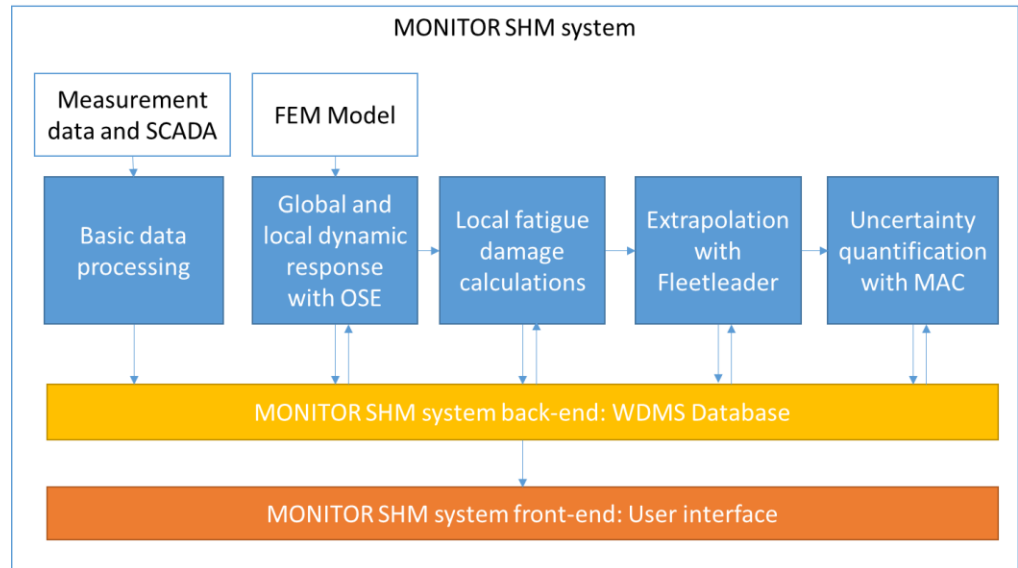 MONITOR SHM system
Measurement
data and SCADA
FEM Model
Basic data
processing
Global and
local dynamic
response
with OSE
Local fatigue
damage
calculations
Extrapolation
with
Fleetleader
Uncertainty
quantification
with MAC
MONITOR SHM system back-end: WDMS Database
MONITOR SHM system front-end: User interface